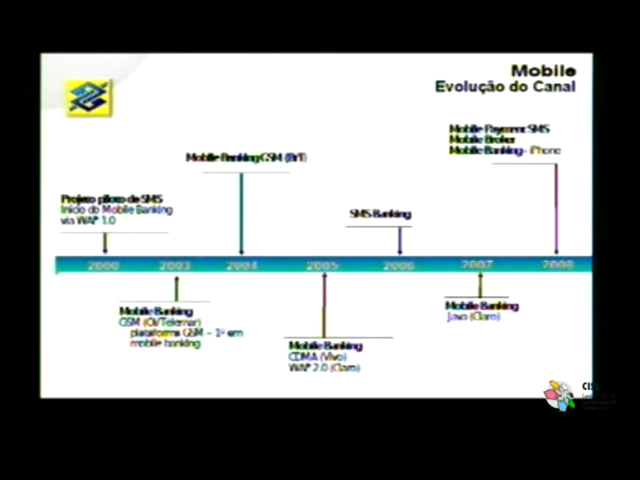 Mobile
Evolução do Canal
Mobile Payment SMS
Mobile Broker
Mobile Banking - iPhone
Mobile Banking GSM (BrT)
Projeto piloto de SMS
Início do Mobile Banking
via WAP 1.0
SMS Banking
2000 2003 2004 2005 2006 2007 2008
Mobile Banking
GSM (Oi/Telemar)
plataforma GSM – 1º em
mobile banking
Mobile Banking
CDMA (Vivo)
WAP 2.0 (Claro)
Mobile Banking
Java (Claro)